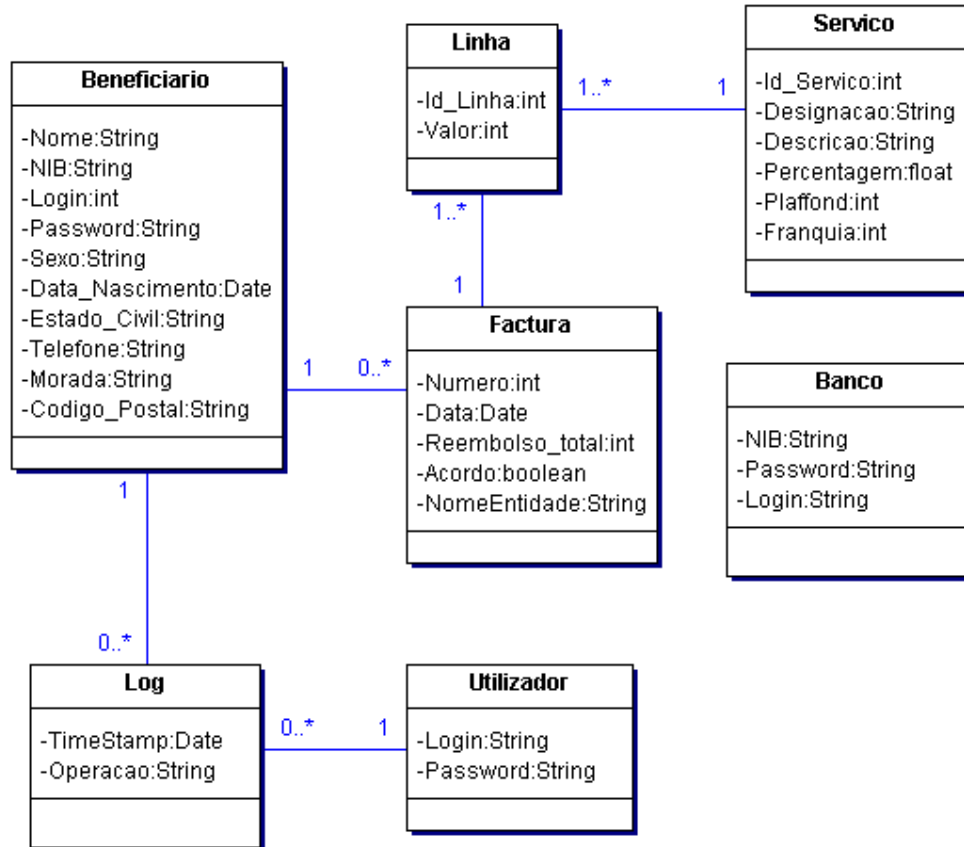 Beneficiario
-Nome:String
-NIB:String
-Login:int
-Password:String
-Sexo:String
-Data_Nascimento:Date
-Estado_Civil:String
-Telefone:String
-Morada:String
-Codigo_Postal:String
Linha
-Id_Linha:int
-Valor:int
1..*
1
Servico
-Id_Servico:int
-Designacao:String
-Descricao:String
-Percentagem:float
-Plaffond:int
-Franquia:int
1..*
1
1
0..*
Factura
-Numero:int
-Data:Date
-Reembolso_total:int
-Acordo:boolean
-NomeEntidade:String
Banco
-NIB:String
-Password:String
-Login:String
1
0..*
Log
-TimeStamp:Date
-Operacao:String
0..*
1
Utilizador
-Login:String
-Password:String